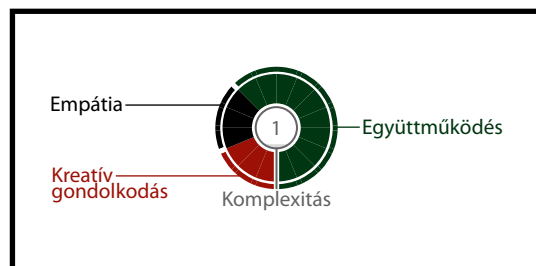 Empátia
1
Együttműködés
Kreatív
gondolkodás
Komplexitás